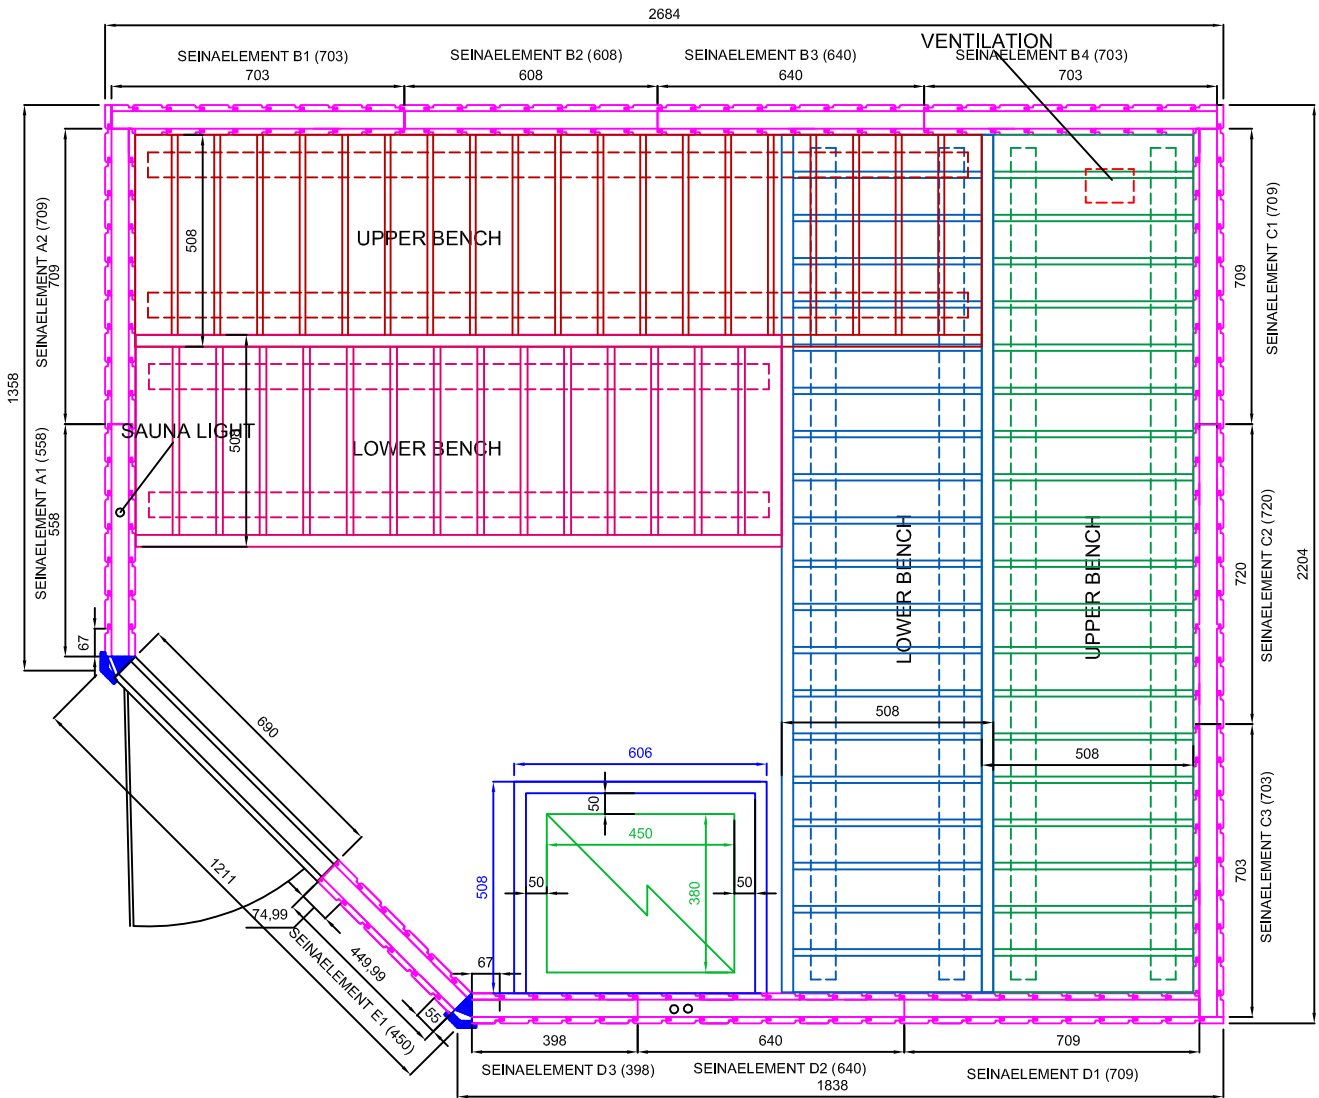 2684
VENTILATION
SEINAELEMENT B1 (703)
SEINAELEMENT B2 (608)
SEINAELEMENT B3 (640)
SEINAELEMENT B4 (703)
703
608
640
703
SEINAELEMENT A2 (709)
709
508
UPPER BENCH
709
SEINAELEMENT C1 (709)
1358
SAUNA LIGHT
508
LOWER BENCH
SEINAELEMENT A1 (558)
558
67
LOWER BENCH
UPPER BENCH
720
SEINAELEMENT C2 (720)
2204
690
508
508
606
50
450
508
50
380
50
703
SEINAELEMENT C3 (703)
1211
74,99
449,99
SEINAELEMENT E1 (450)
55
67
398
640
709
SEINAELEMENT D3 (398)
SEINAELEMENT D2 (640)
SEINAELEMENT D1 (709)
1838